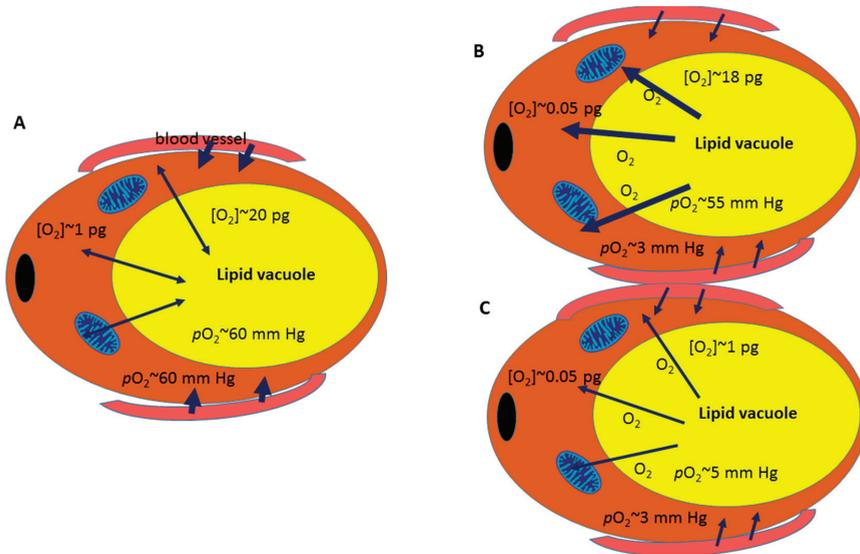 A
blood vessel
[O₂]~20 pg
[O₂]~1 pg
Lipid vacuole
pO₂~60 mm Hg
pO₂~60 mm Hg
B
[O₂]~18 pg
O₂
[O₂]~0.05 pg
Lipid vacuole
O₂
O₂
pO₂~55 mm Hg
pO₂~3 mm Hg
C
[O₂]~1 pg
O₂
[O₂]~0.05 pg
Lipid vacuole
O₂
O₂
pO₂~5 mm Hg
pO₂~3 mm Hg